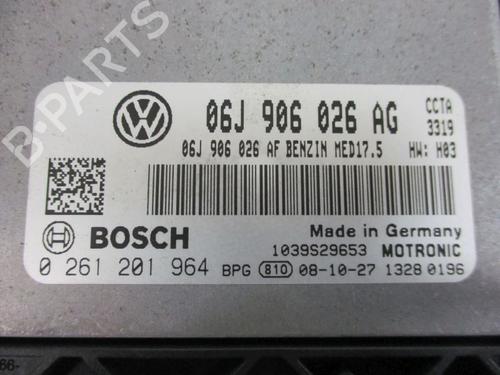 B-PARTS
06J 906 026 AG
CCTA
3319
06J 906 026 AF BENZIN MED17.5
HW: H03
Made in Germany
BOSCH
1039S29653 MOTRONIC
0 261 201 964 BPG 810 08-10-27 1328 0196
66-